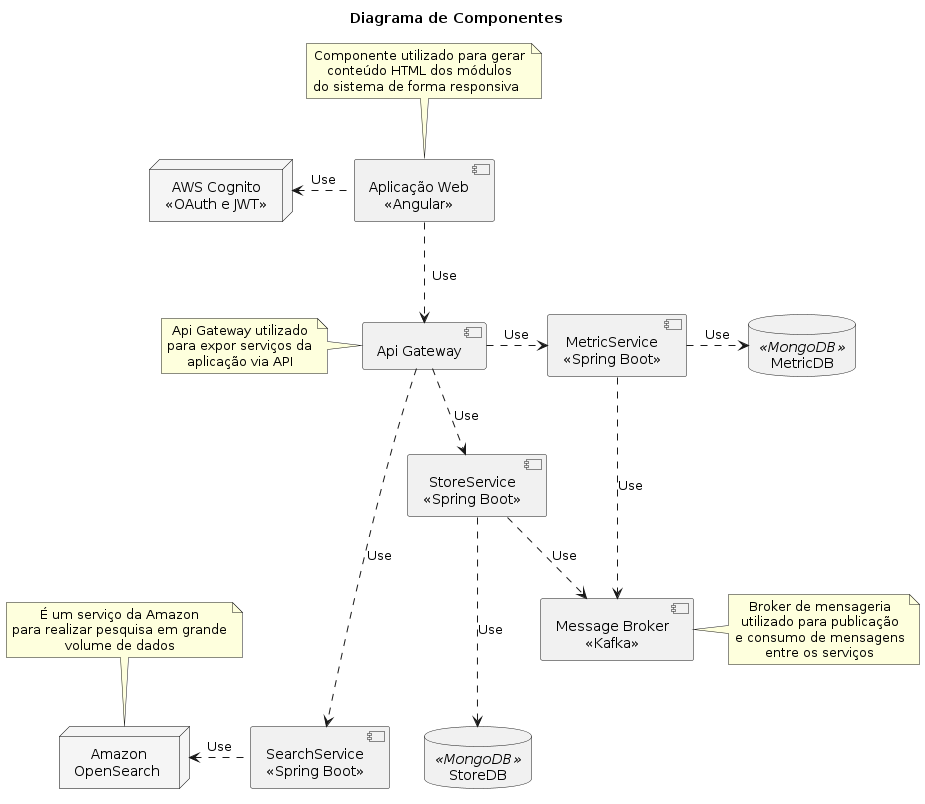 Diagrama de Componentes
Componente utilizado para gerar
conteúdo HTML dos módulos
do sistema de forma responsiva
AWS Cognito
«OAuth e JWT»
Use
Aplicação Web
«Angular»
Use
Api Gateway utilizado
para expor serviços da
aplicação via API
Api Gateway
Use
MetricService
«Spring Boot»
Use
«MongoDB»
MetricDB
Use
StoreService
«Spring Boot»
Use
Use
Use
É um serviço da Amazon
para realizar pesquisa em grande
volume de dados
Message Broker
«Kafka»
Broker de mensageria
utilizado para publicação
e consumo de mensagens
entre os serviços
Use
Amazon
OpenSearch
Use
SearchService
«Spring Boot»
«MongoDB»
StoreDB